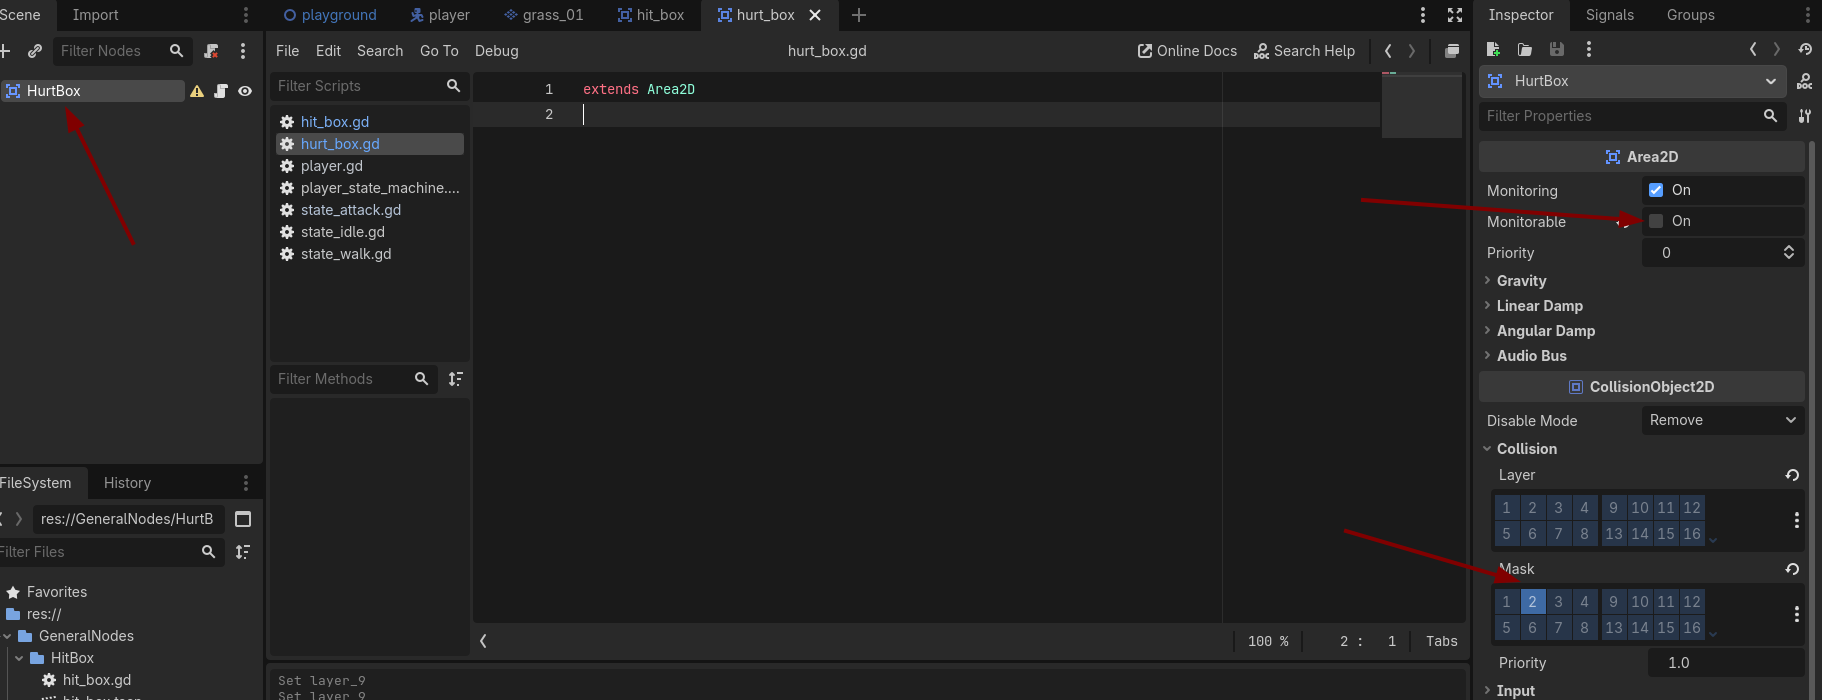 Scene
Import
playground
player
grass_01
hit_box
hurt_box
Inspector
Signals
Groups
Filter Nodes
File Edit Search Go To Debug
hurt_box.gd
Online Docs
Search Help
HurtBox
HurtBox
Filter Scripts
Filter Properties
hit_box.gd
hurt_box.gd
player.gd
player_state_machine....
state_attack.gd
state_idle.gd
state_walk.gd
Filter Methods
1 extends Area2D
2
Area2D
Monitoring On
Monitorable On
Priority 0
Gravity
Linear Damp
Angular Damp
Audio Bus
CollisionObject2D
Disable Mode Remove
Collision
Layer
1 2 3 4 9 10 11 12
5 6 7 8 13 14 15 16
Mask
1 2 3 4 9 10 11 12
5 6 7 8 13 14 15 16
Priority 1.0
Input
100 % 2 : 1 Tabs
Set layer_9
Set layer_9
FileSystem
History
res://GeneralNodes/HurtB
Filter Files
Favorites
res://
GeneralNodes
HitBox
hit_box.gd
hit_box.tscn